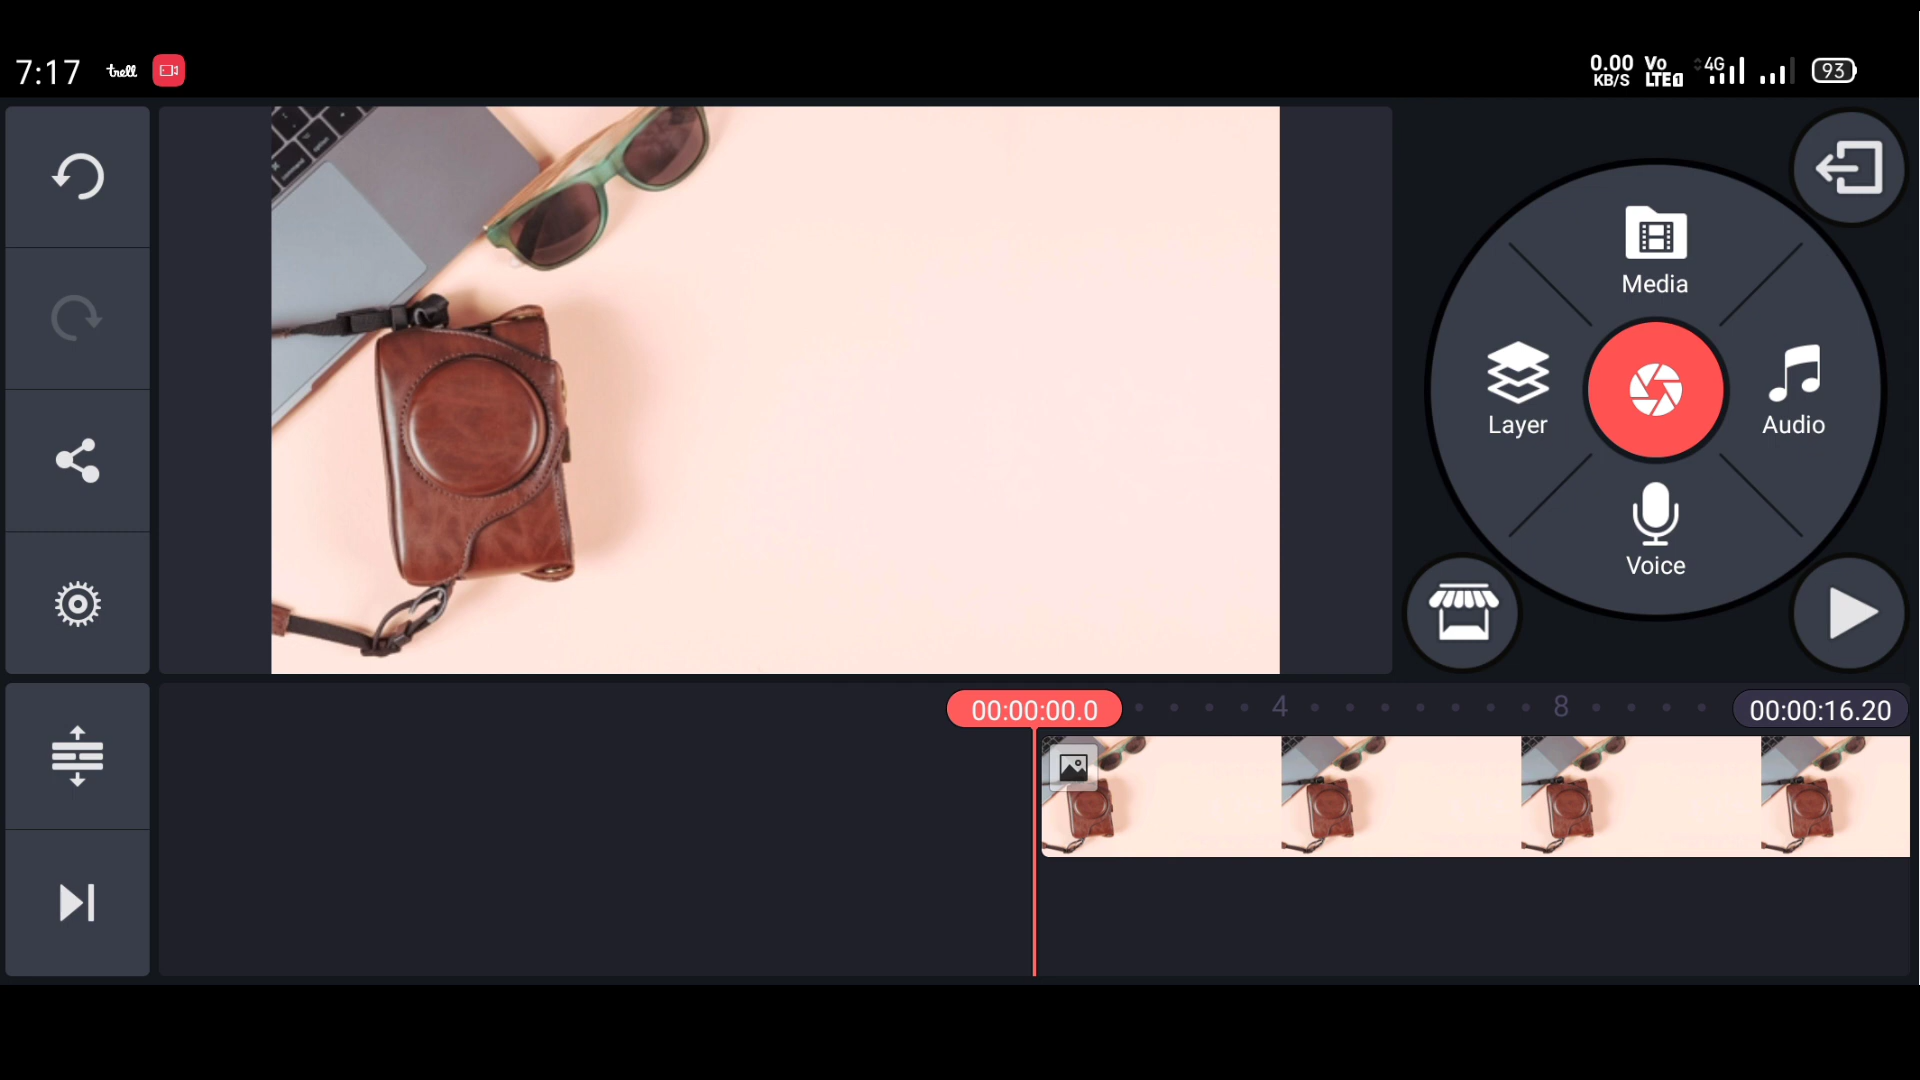 7:17 trell
0.00 KB/S Vo LTE1 4G 93
Media
Layer
Audio
Voice
00:00:00.0 4 8 00:00:16.20